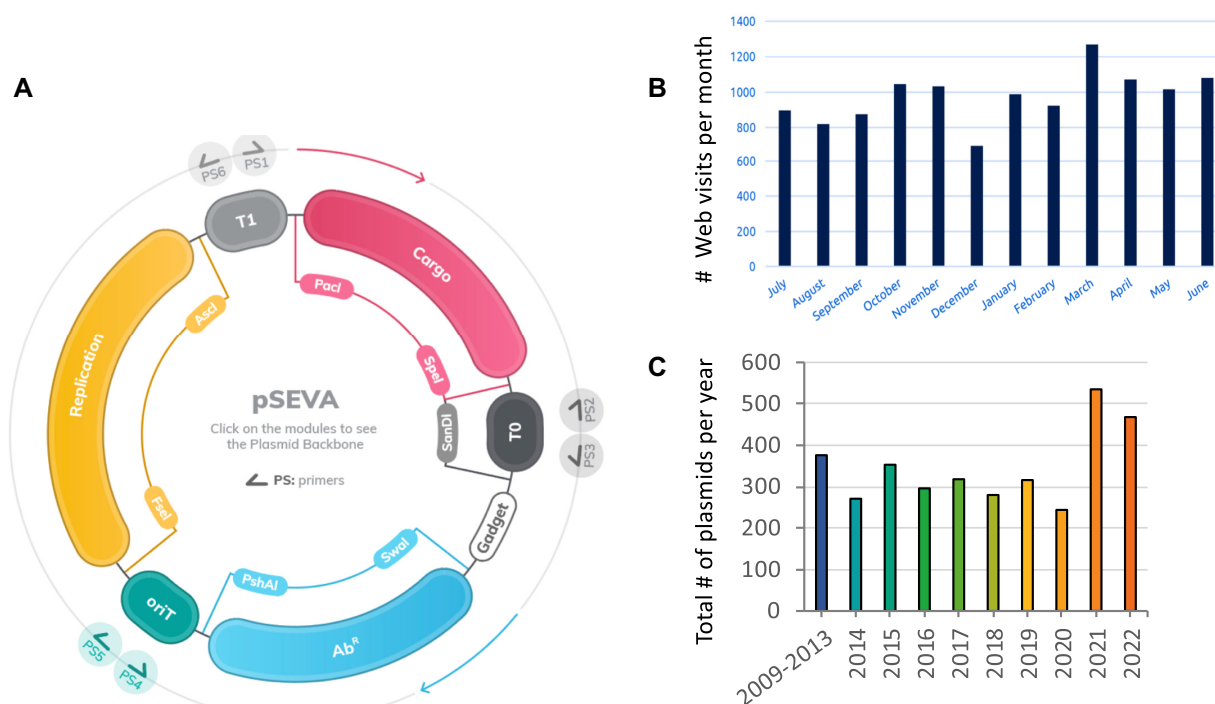 A
PS6
PS1
T1
Cargo
PacI
AscI
SpeI
Replication
pSEVA
Click on the modules to see
the Plasmid Backbone
PS: primers
SanDI
T0
PS2
PS3
FseI
Gadget
SwaI
PshAI
oriT
AbR
PS5
PS4
B
# Web visits per month
1400
1200
1000
800
600
400
200
0
July
August
September
October
November
December
January
February
March
April
May
June
C
Total # of plasmids per year
600
500
400
300
200
100
0
2009-2013
2014
2015
2016
2017
2018
2019
2020
2021
2022